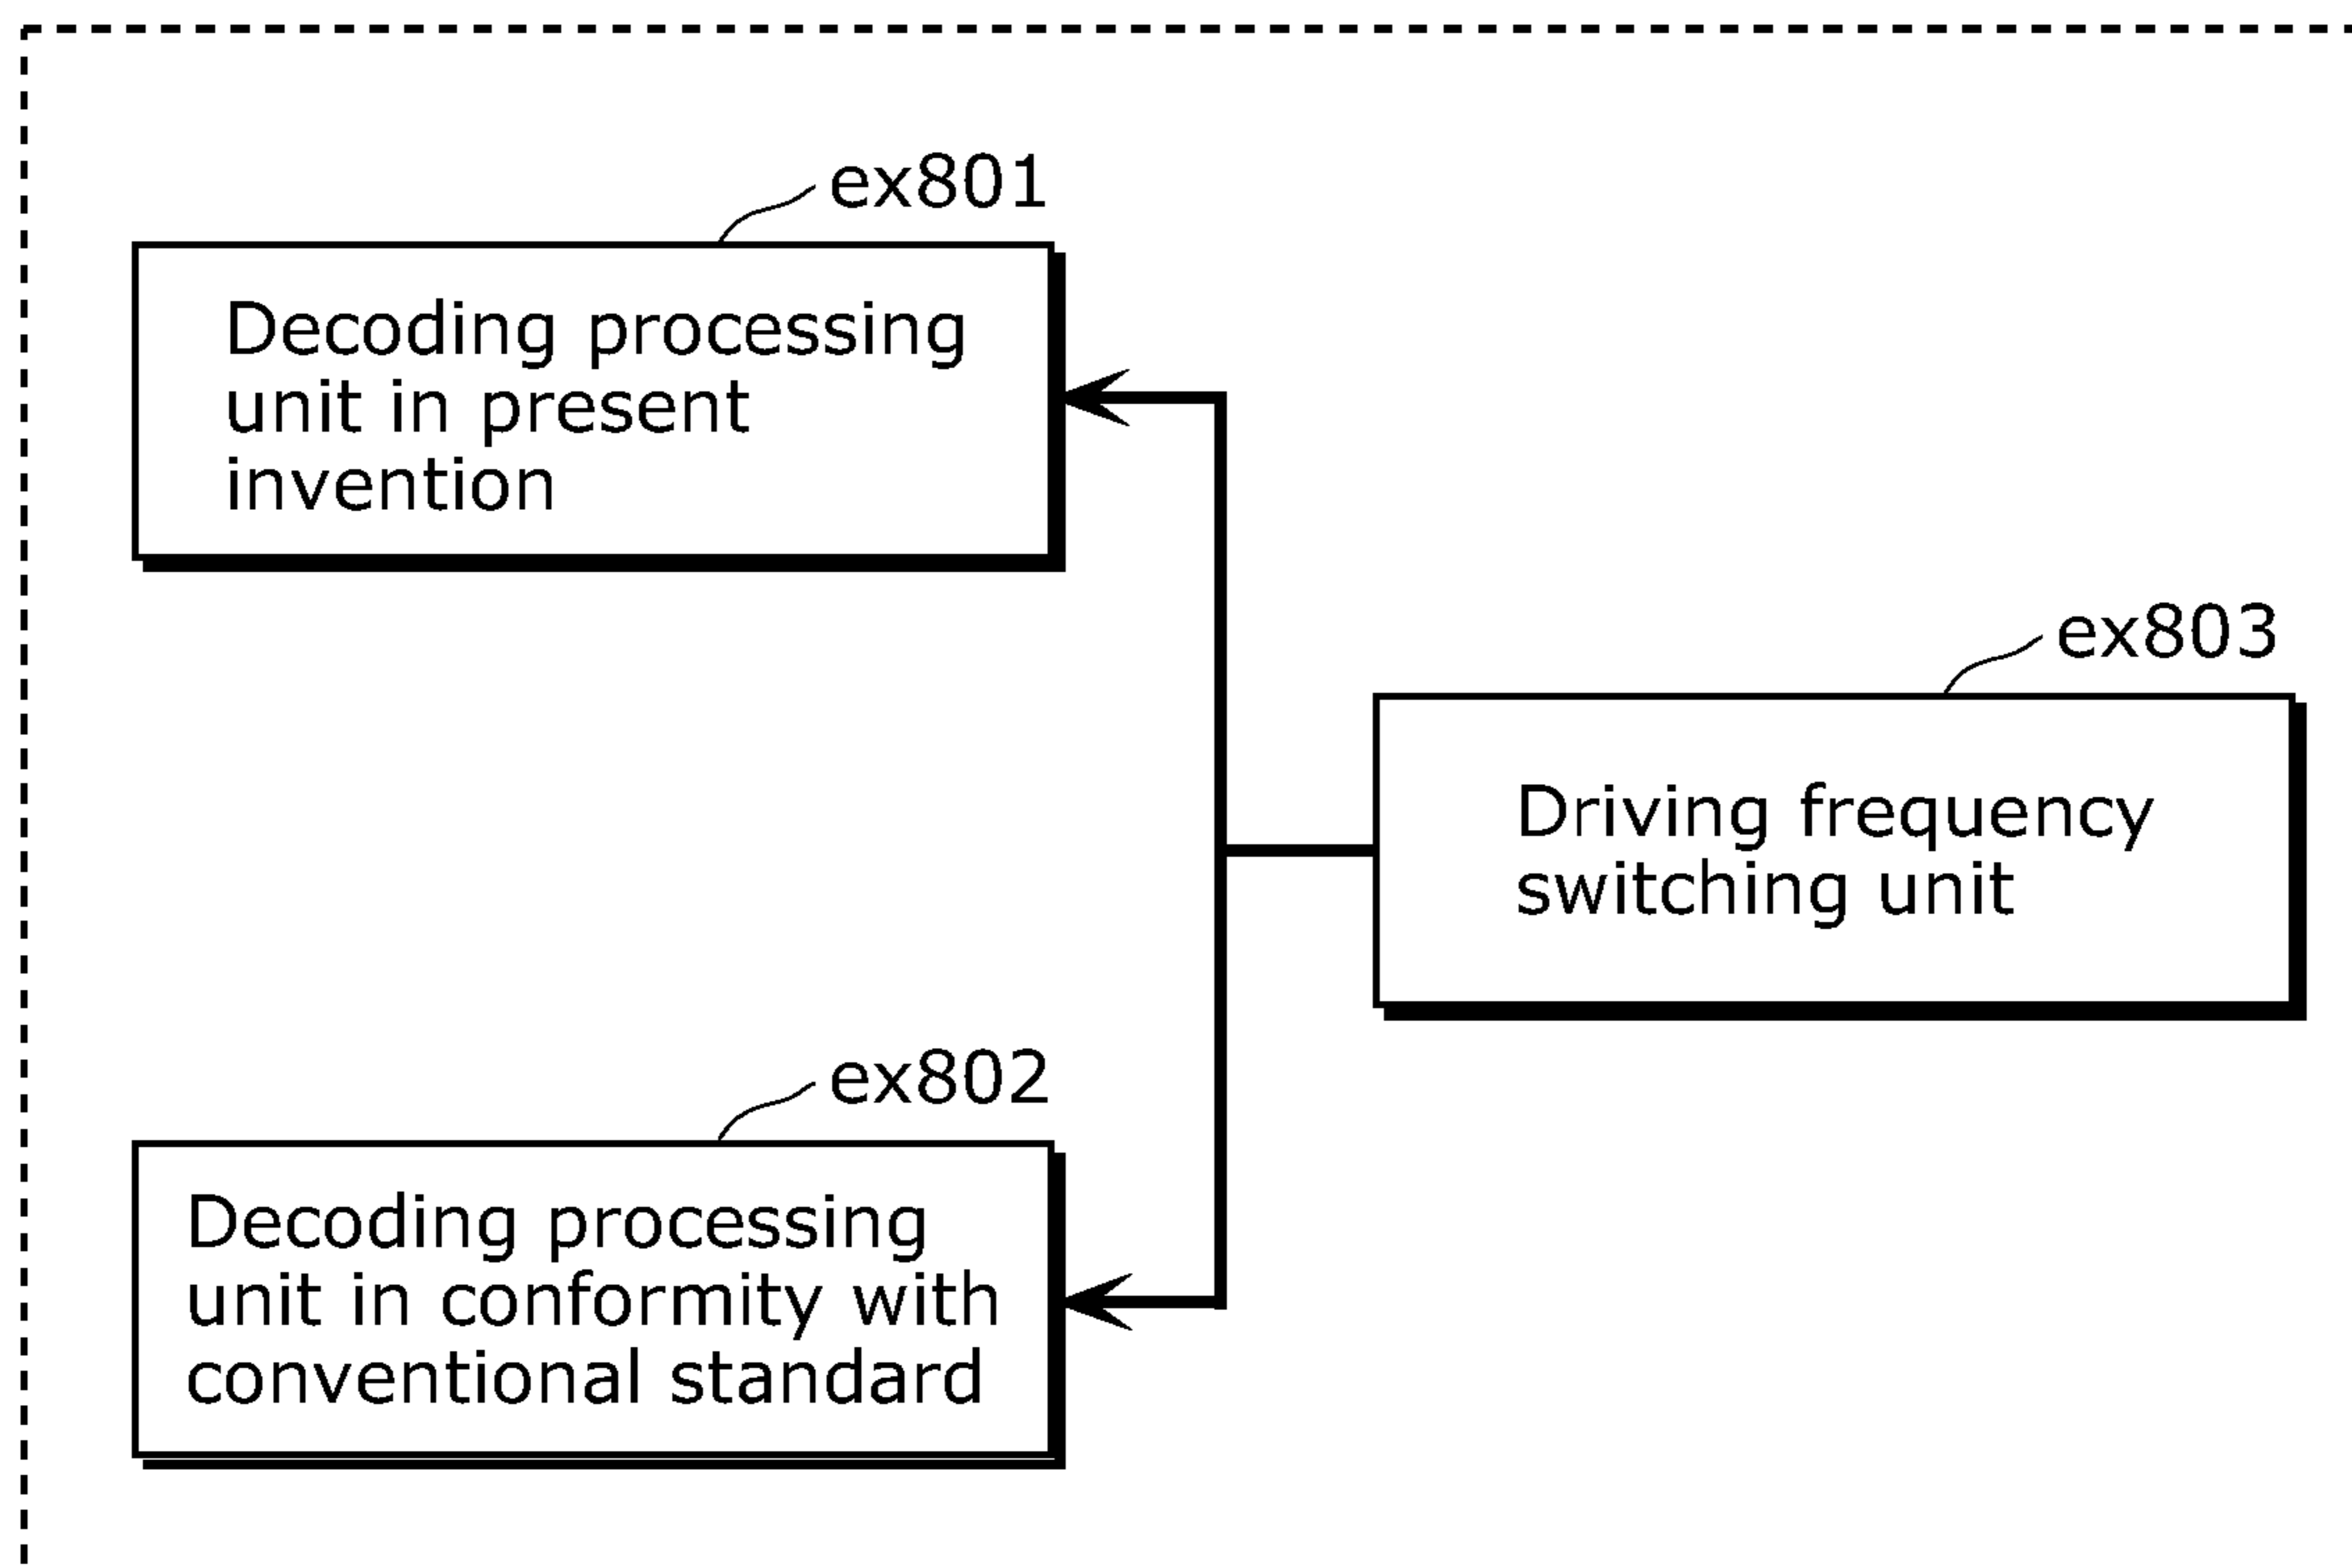 ex801
Decoding processing
unit in present
invention
ex803
Driving frequency
switching unit
ex802
Decoding processing
unit in conformity with
conventional standard